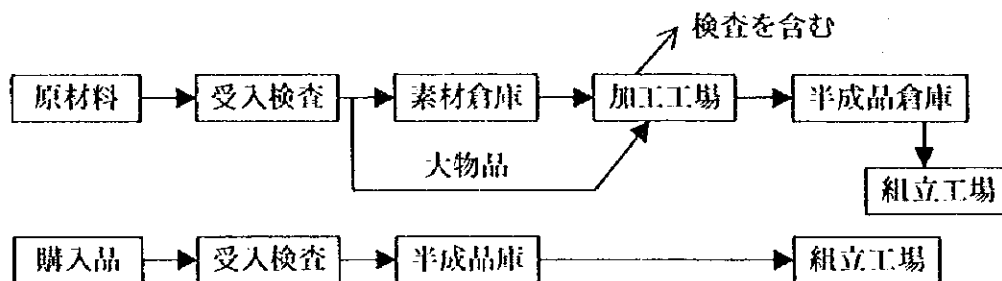 検査を含む
原材料 受入検査 素材倉庫 加工工場 半成品倉庫
大物品
組立工場
購入品 受入検査 半成品庫 組立工場